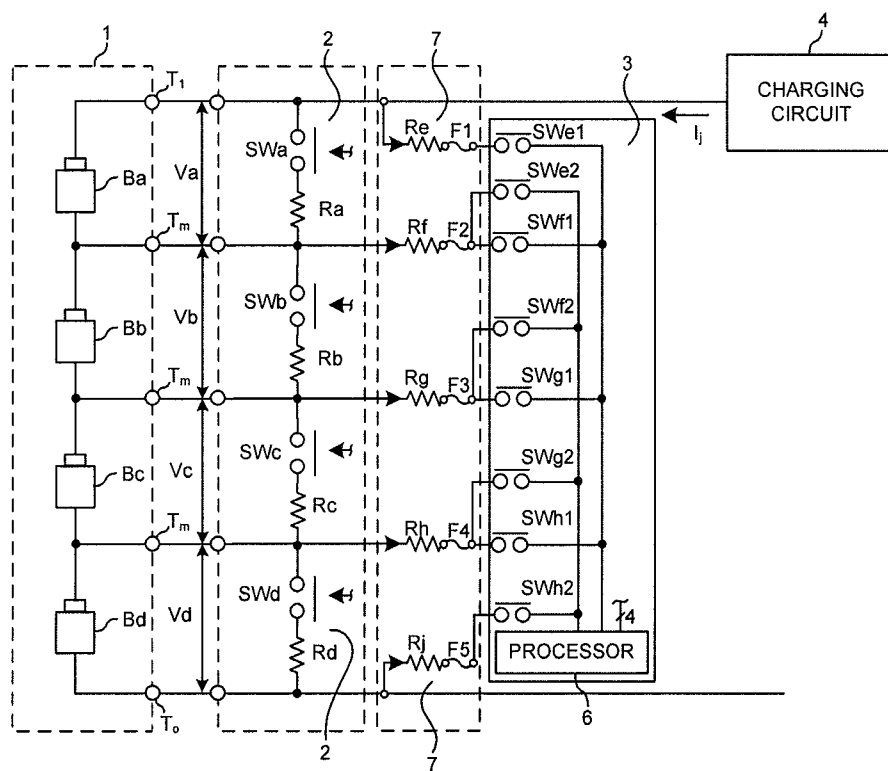 1
2
7
4
T1
3
CHARGING
CIRCUIT
Ij
Re
F1
SWe1
SWa
SWe2
Ba
Va
Ra
Rf
F2
SWf1
Tm
SWb
SWf2
Bb
Vb
Rb
Rg
F3
SWg1
Tm
SWc
SWg2
Bc
Vc
Rc
Rh
F4
SWh1
Tm
SWd
SWh2
4
Bd
Vd
Rd
Rj
F5
PROCESSOR
To
2
7
6